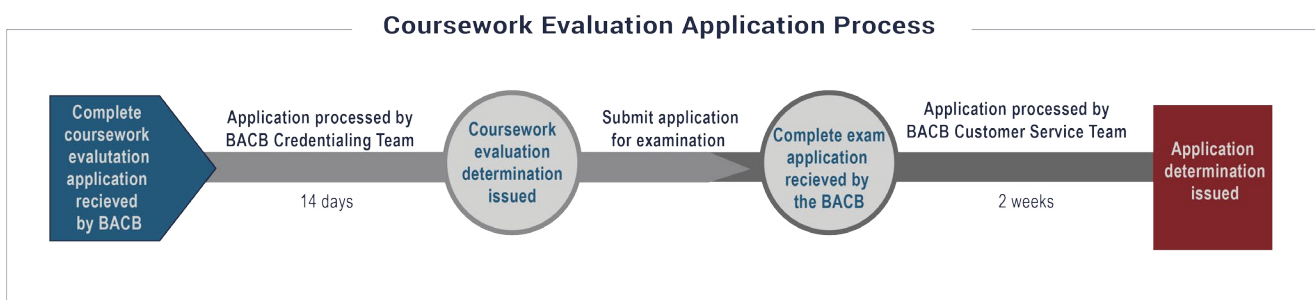 Coursework Evaluation Application Process
Complete
coursework
evalutation
application
recieved
by BACB
Application processed by
BACB Credentialing Team
14 days
Coursework
evaluation
determination
issued
Submit application
for examination
Complete exam
application
recieved by
the BACB
Application processed by
BACB Customer Service Team
2 weeks
Application
determination
issued